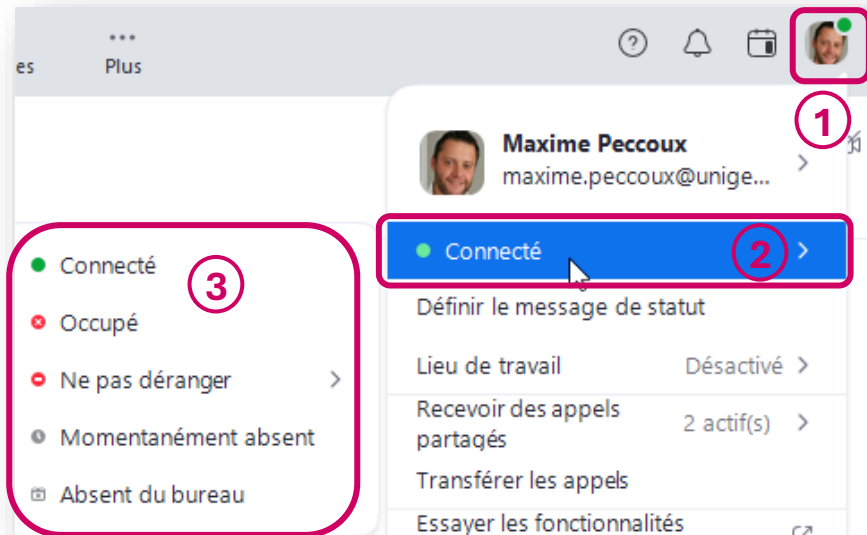 es
Plus
1
Maxime Peccoux
maxime.peccoux@unige...
Connecté
2
Définir le message de statut
Lieu de travail Désactivé
Recevoir des appels
partagés
2 actif(s)
Transférer les appels
Essayer les fonctionnalités
3
Connecté
Occupé
Ne pas déranger
Momentanément absent
Absent du bureau